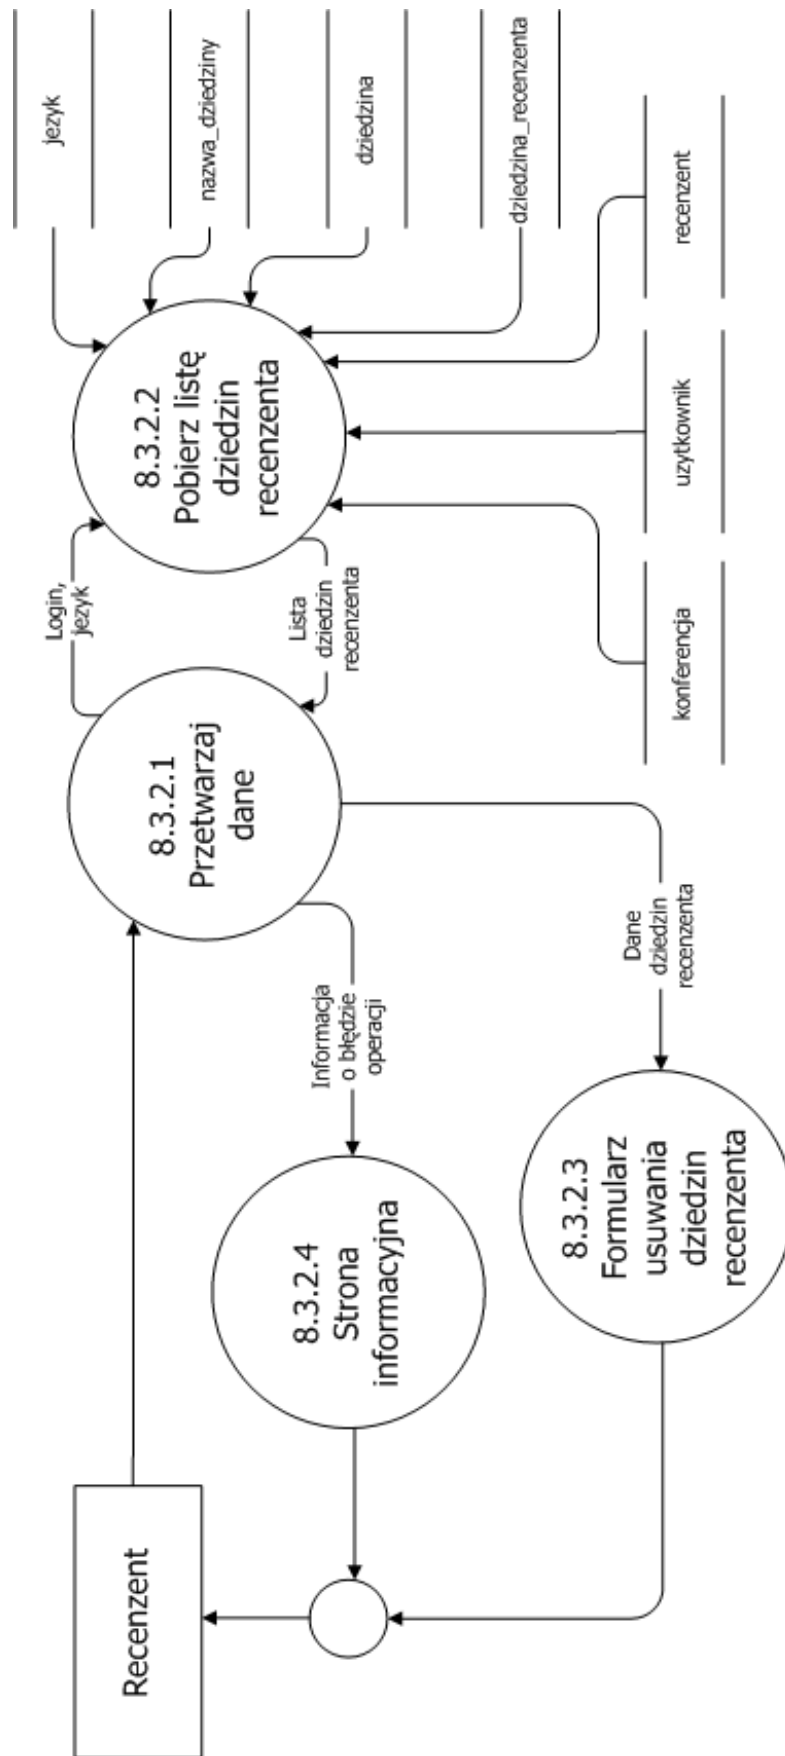 Recenzent
8.3.2.4
Strona
informacyjna
8.3.2.3
Formularz
usuwania
dziedzin
recenzenta
Informacja
o błędzie
operacji
Dane
dziedzin
recenzenta
8.3.2.1
Przetwarzaj
dane
Login,
jezyk
Lista
dziedzin
recenzenta
8.3.2.2
Pobierz listę
dziedzin
recenzenta
jezyk
nazwa_dziedziny
dziedzina
dziedzina_recenzenta
konferencja
uzytkownik
recenzent